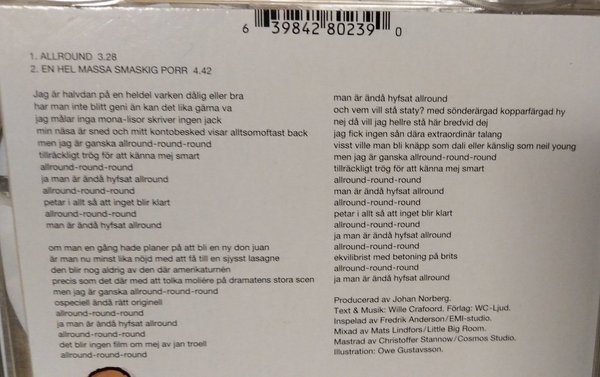 6 39842 80239 0
1. ALLROUND 3.28
2. EN HEL MASSA SMASKIG PORR 4.42
Jag är halvdan på en heldel varken dålig eller bra
har man inte blitt geni än kan det lika gärna va
jag målar inga mona-lisor skriver ingen jack
min näsa är sned och mitt kontobesked visar alltsomoftast back
men jag är ganska allround-round-round
tillräckligt trög för att känna mej smart
allround-round-round
ja man är ändå hyfsat allround
allround-round-round
petar i allt så att inget blir klart
allround-round-round
man är ändå hyfsat allround
om man en gång hade planer på att bli en ny don juan
är man nu minst lika nöjd med att få till en sjysst lasagne
den blir nog aldrig av den där amerikaturnén
precis som det där med att tolka moliére på dramatens stora scen
men jag är ganska allround-round-round
ospeciell ändå rätt originell
allround-round-round
ja man är ändå hyfsat allround
allround-round-round
det blir ingen film om mej av jan troell
allround-round-round
man är ändå hyfsat allround
och vem vill stå staty? med sönderärgad kopparfärgad hy
nej då vill jag hellre stå här bredvid dej
jag fick ingen sån dära extraordinär talang
visst ville man bli knäpp som dali eller känslig som neil young
men jag är ganska allround-round-round
tillräckligt trög för att känna mej smart
allround-round-round
man är ändå hyfsat allround
allround-round-round
petar i allt så att inget blir klart
allround-round-round
ja man är ändå hyfsat allround
allround-round-round
ekvilibrist med betoning på brits
allround-round-round
ja man är ändå hyfsat allround
Producerad av Johan Norberg.
Text & Musik: Wille Crafoord. Förlag: WC-Ljud.
Inspelad av Fredrik Anderson/EMI-studio.
Mixad av Mats Lindfors/Little Big Room.
Mastrad av Christoffer Stannow/Cosmos Studio.
Illustration: Owe Gustavsson.